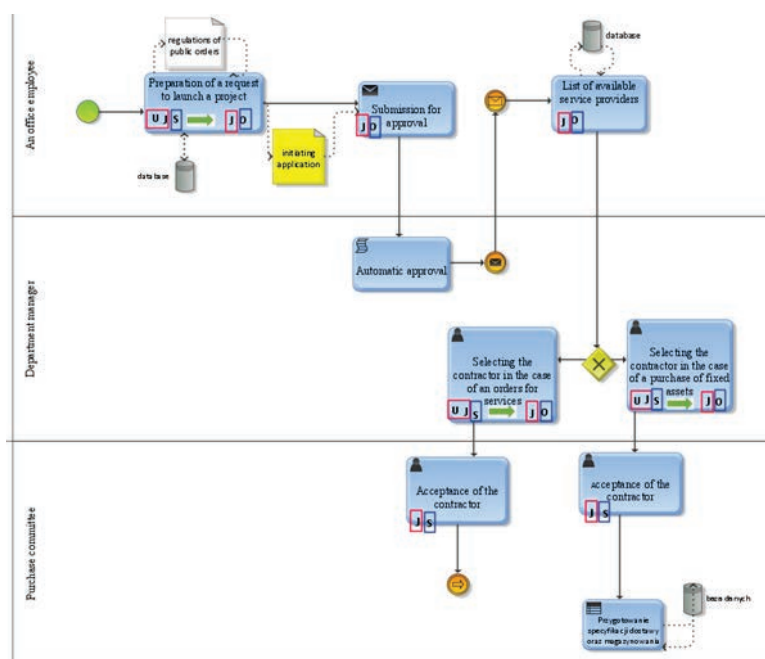 An office employee
regulations of
public orders
Preparation of a request
to launch a project
U J S J O
database
initiating
application
Submission for
approval
J O
database
List of available
service providers
J O
Department manager
Automatic approval
Selecting the
contractor in the case
of an orders for
services
U J S J O
Selecting the
contractor in the case
of a purchase of fixed
assets
U J S J O
Purchase committee
Acceptance of the
contractor
J S
Acceptance of the
contractor
J S
Przygotowanie
specyfikacji dostawy
oraz magazynowania
baza danych